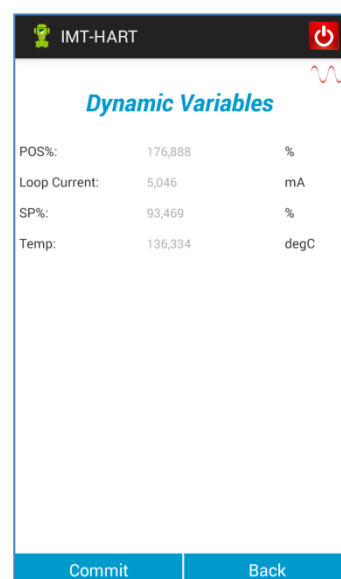 IMT-HART
Dynamic Variables
POS%: 176,888 %
Loop Current: 5,046 mA
SP%: 93,469 %
Temp: 136,334 degC
Commit Back